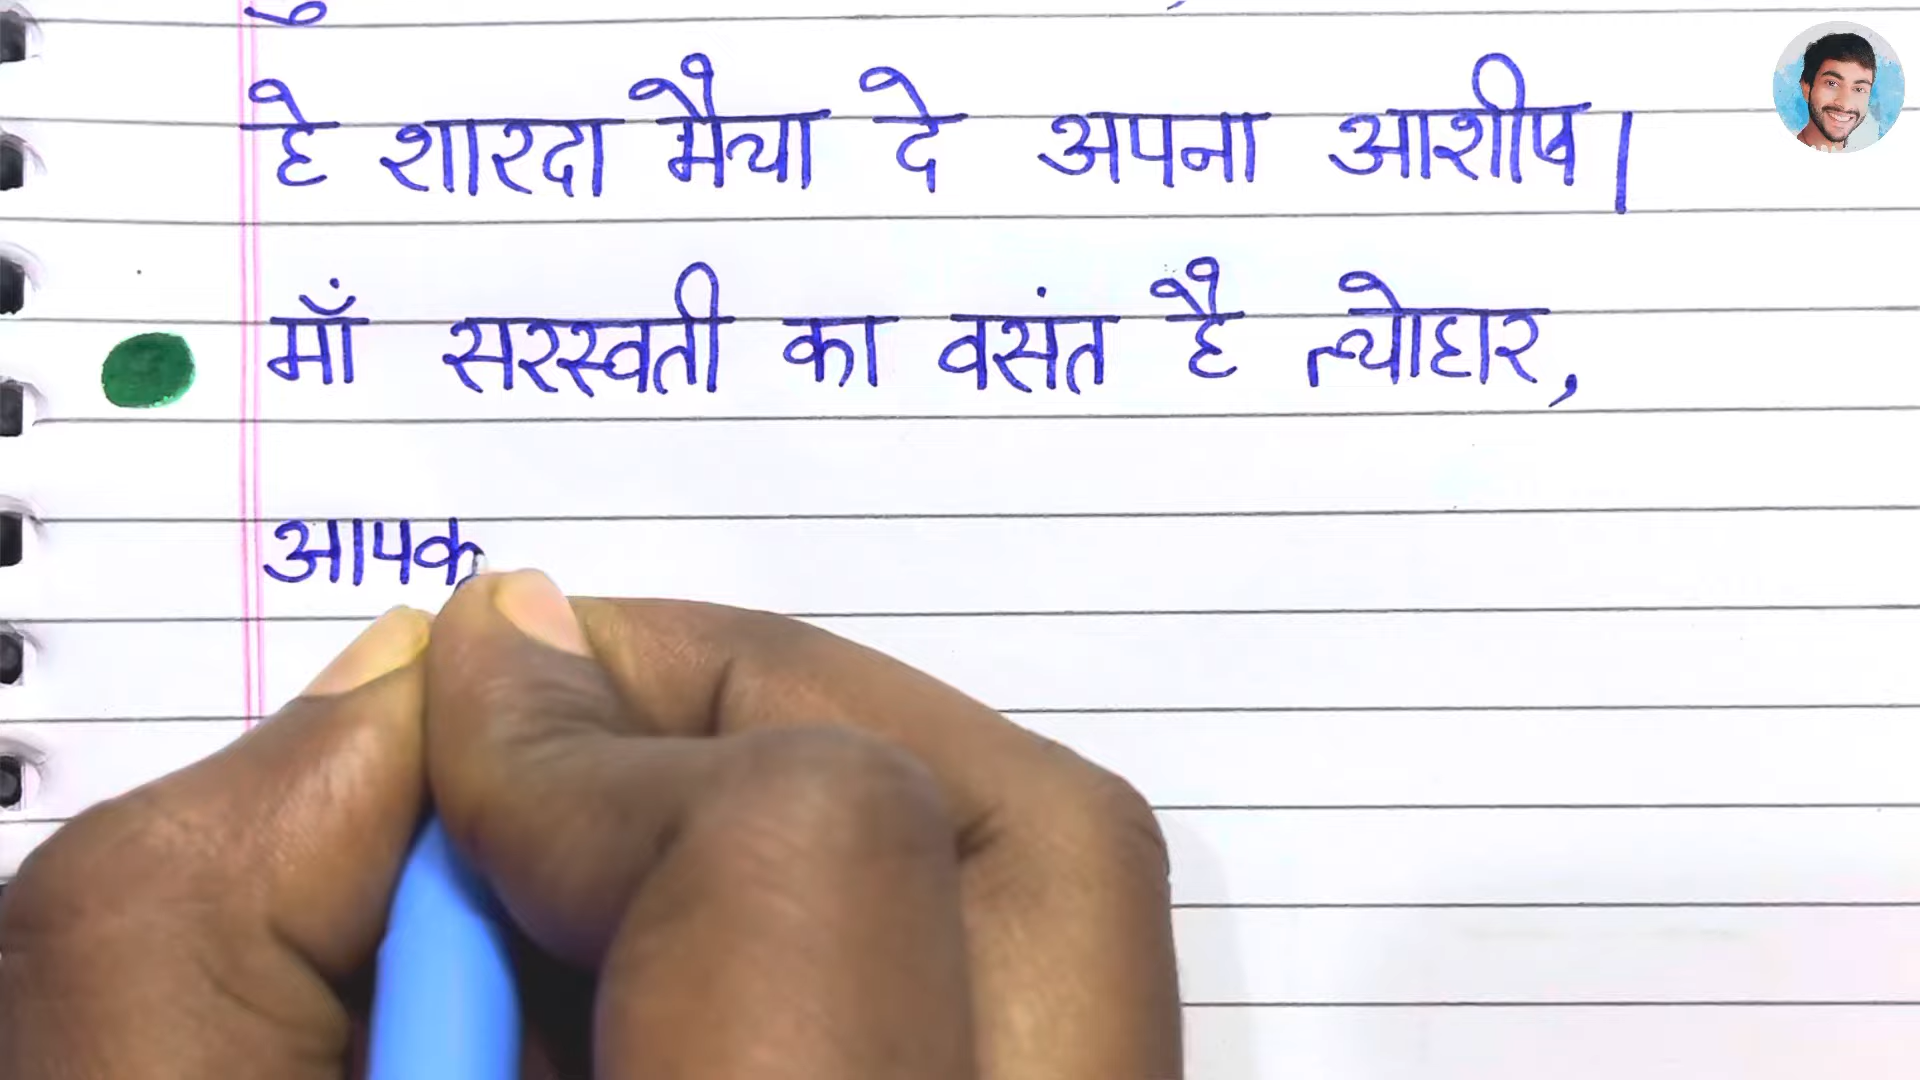 हे शारदा मैया दे अपना आशीष।
माँ सरस्वती का वसंत है त्योहार,
आपक